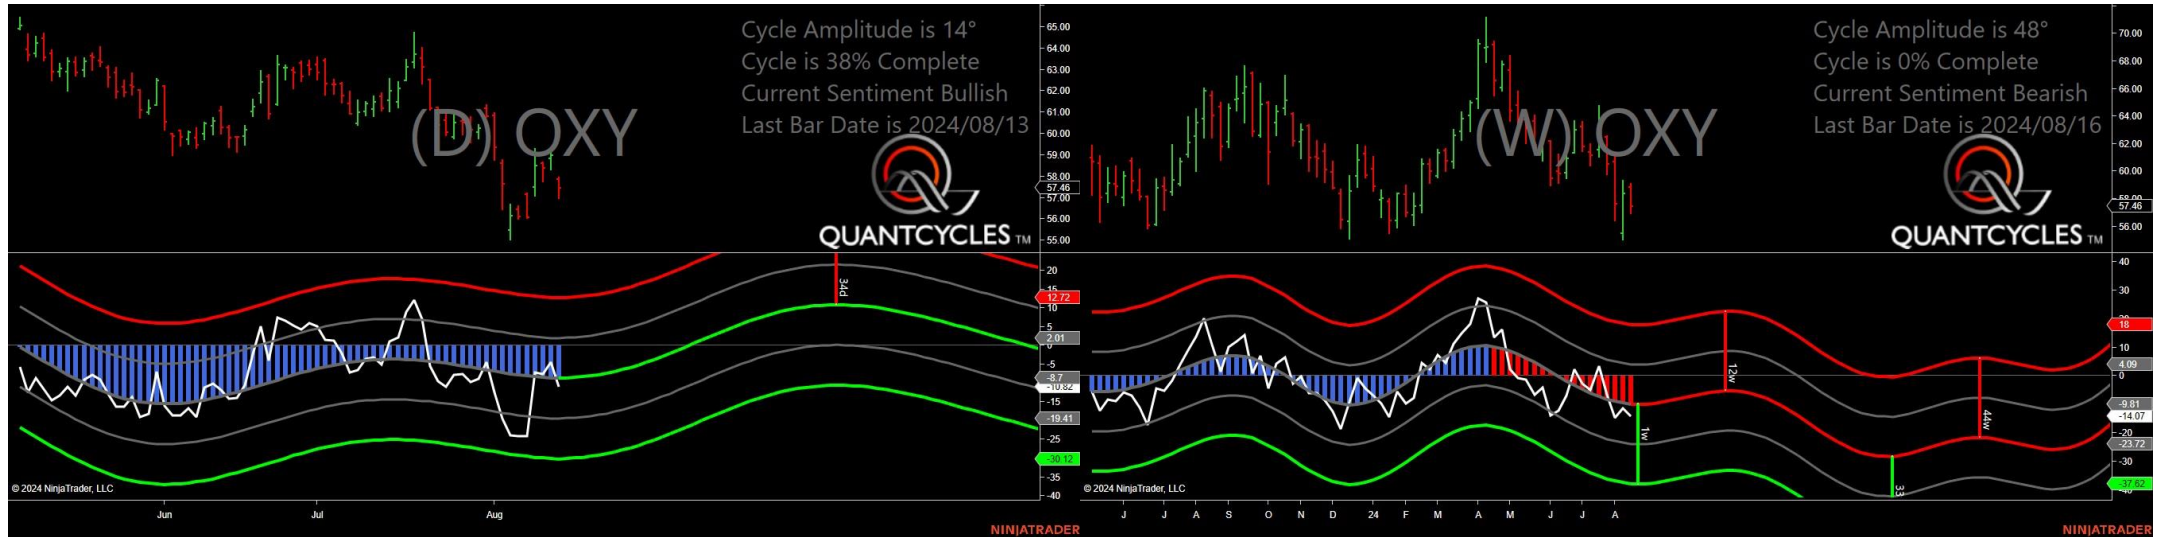 Cycle Amplitude is 14°
Cycle is 38% Complete
Current Sentiment Bullish
Last Bar Date is 2024/08/13
(D) OXY
QUANTCYCLES TM
65.00
64.00
63.00
62.00
61.00
60.00
59.00
58.00
57.46
57.00
56.00
55.00
34d
20
15
12.72
10
5
2.01
0
-5
-8.7
-10.82
-15
-19.41
-25
-30.12
-35
-40
© 2024 NinjaTrader, LLC
Jun
Jul
Aug
NINJATRADER
Cycle Amplitude is 48°
Cycle is 0% Complete
Current Sentiment Bearish
Last Bar Date is 2024/08/16
(W) OXY
QUANTCYCLES TM
70.00
68.00
66.00
64.00
62.00
60.00
58.00
57.46
56.00
1w
12w
33
44w
40
30
20
18
10
4.09
0
-9.81
-14.07
-20
-23.72
-30
-37.62
-40
© 2024 NinjaTrader, LLC
J
J
A
S
O
N
D
24
F
M
A
M
J
J
A
NINJATRADER